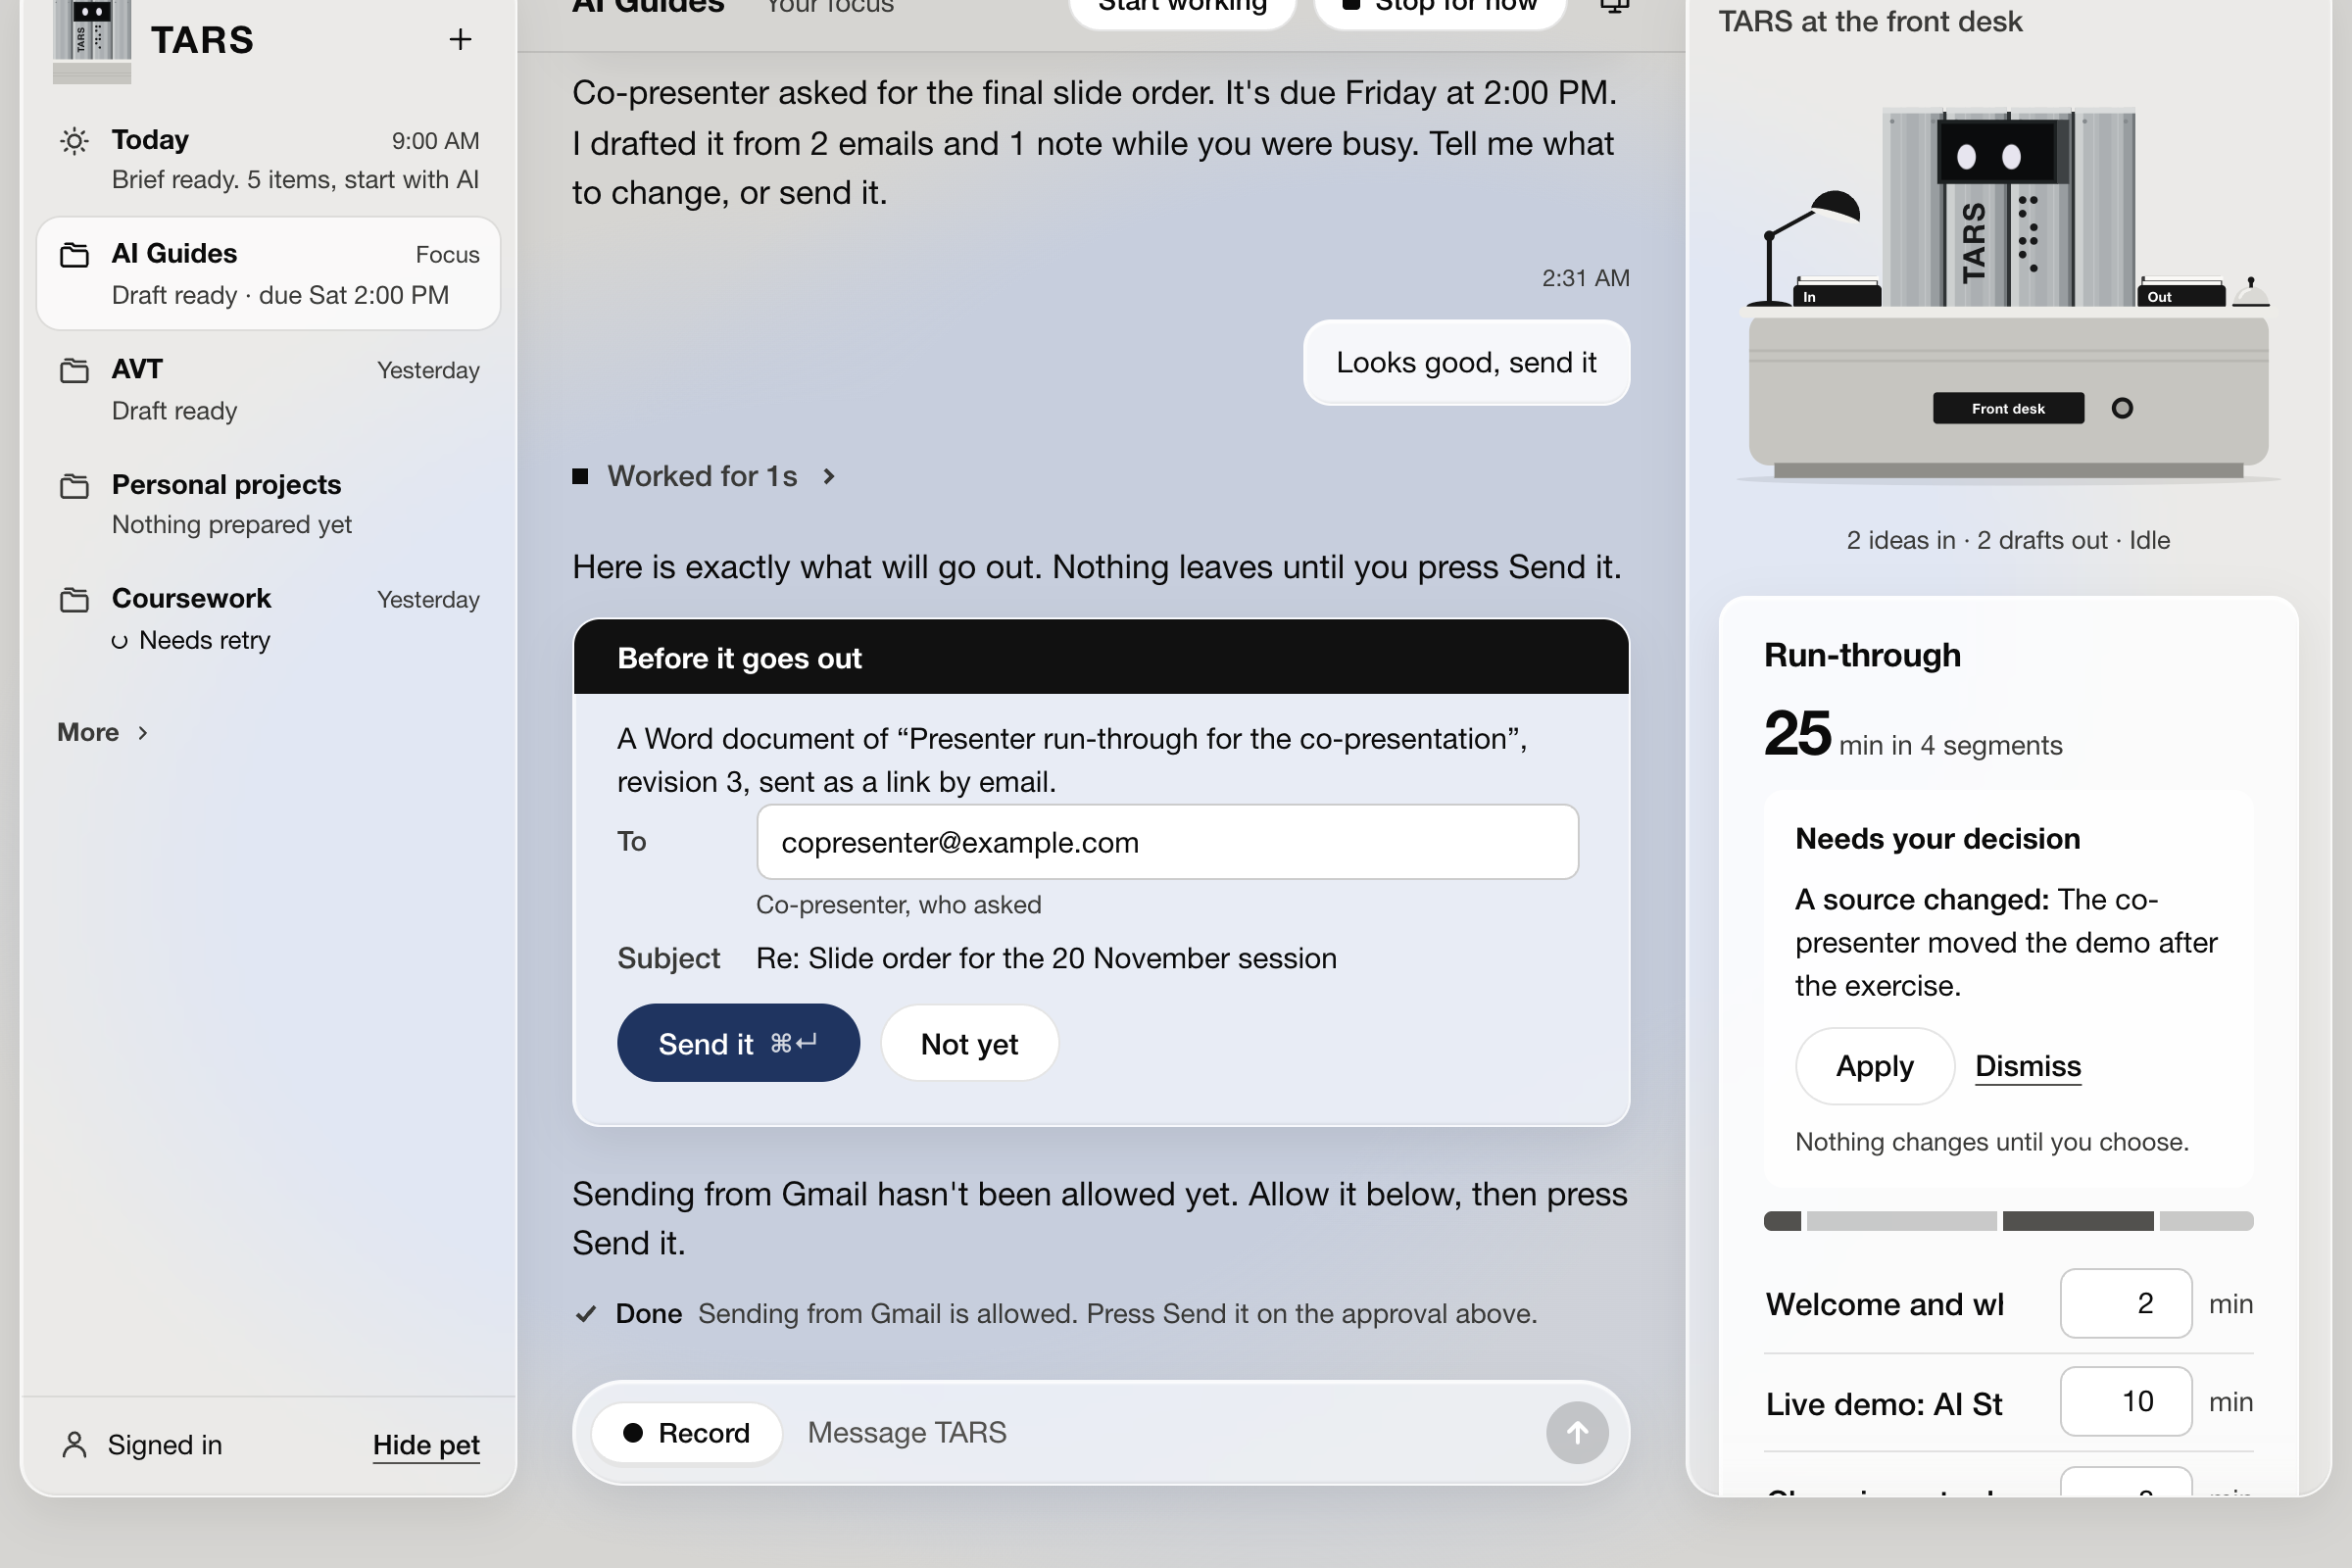 TARS
TARS
Today 9:00 AM
Brief ready. 5 items, start with AI
AI Guides Focus
Draft ready · due Sat 2:00 PM
AVT Yesterday
Draft ready
Personal projects
Nothing prepared yet
Coursework Yesterday
Needs retry
More
Signed in Hide pet
AI Guides Your focus Start working Stop for now
Co-presenter asked for the final slide order. It's due Friday at 2:00 PM.
I drafted it from 2 emails and 1 note while you were busy. Tell me what
to change, or send it.
2:31 AM
Looks good, send it
Worked for 1s
Here is exactly what will go out. Nothing leaves until you press Send it.
Before it goes out
A Word document of “Presenter run-through for the co-presentation”,
revision 3, sent as a link by email.
To copresenter@example.com
Co-presenter, who asked
Subject Re: Slide order for the 20 November session
Send it ⌘↵ Not yet
Sending from Gmail hasn't been allowed yet. Allow it below, then press
Send it.
Done Sending from Gmail is allowed. Press Send it on the approval above.
Record Message TARS
TARS at the front desk
TARS
In Out
Front desk
2 ideas in · 2 drafts out · Idle
Run-through
25 min in 4 segments
Needs your decision
A source changed: The co-
presenter moved the demo after
the exercise.
Apply Dismiss
Nothing changes until you choose.
Welcome and 2 min
Live demo: AI St 10 min